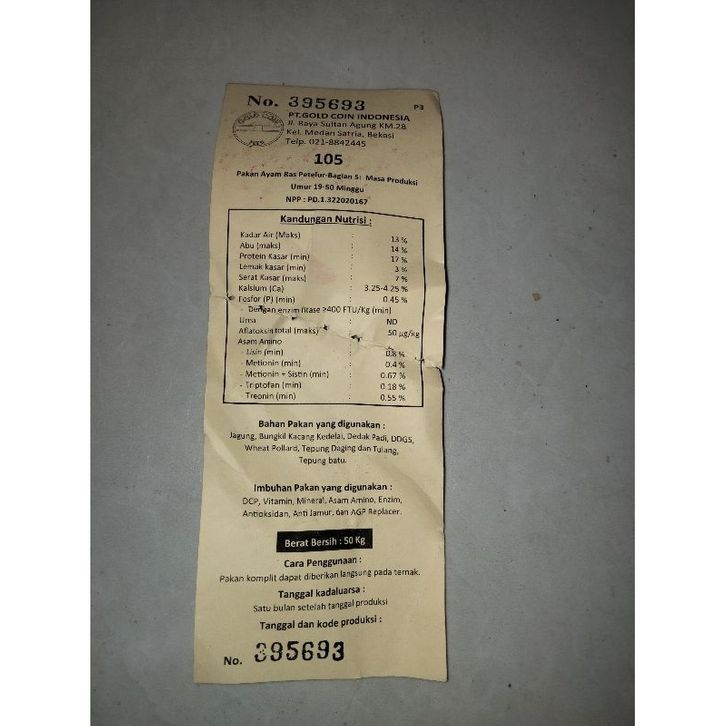 No. 395693
P3
GOLD COIN
PT.GOLD COIN INDONESIA
Jl. Raya Sultan Agung KM.28
Kel. Medan Satria, Bekasi
Telp. 021-8842445
105
Pakan Ayam Ras Petelur-Bagian 5: Masa Produksi
Umur 19-50 Minggu
NPP : PD.1.322020167
Kandungan Nutrisi :
Kadar Air (Maks) : 13 %
Abu (maks) : 14 %
Protein Kasar (min) : 17 %
Lemak kasar (min) : 3 %
Serat Kasar (maks) : 7 %
Kalsium (Ca) : 3.25-4.25 %
Fosfor (P) (min) : 0.45 %
- Dengan enzim fitase ≥400 FTU/Kg (min)
Urea : ND
Aflatoksin total (maks) : 50 µg/kg
Asam Amino
- Lisin (min) : 0.8 %
- Metionin (min) : 0.4 %
- Metionin + Sistin (min) : 0.67 %
- Triptofan (min) : 0.18 %
- Treonin (min) : 0.55 %
Bahan Pakan yang digunakan :
Jagung, Bungkil Kacang Kedelai, Dedak Padi, DDGS,
Wheat Pollard, Tepung Daging dan Tulang,
Tepung batu.
Imbuhan Pakan yang digunakan :
DCP, Vitamin, Mineral, Asam Amino, Enzim,
Antioksidan, Anti Jamur, dan AGP Replacer.
Berat Bersih : 50 Kg
Cara Penggunaan :
Pakan komplit dapat diberikan langsung pada ternak.
Tanggal kadaluarsa :
Satu bulan setelah tanggal produksi
Tanggal dan kode produksi :
No. 395693